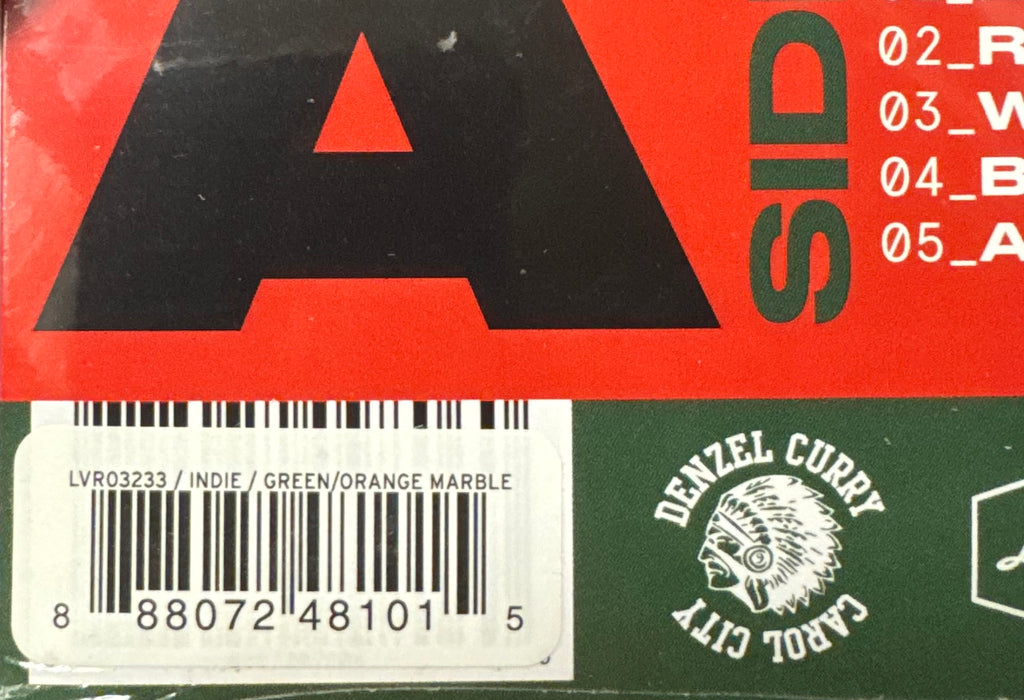 A
SID
02_R
03_W
04_B
05_A
LVR03233 / INDIE / GREEN/ORANGE MARBLE
8 88072 48101 5
DENZEL CURRY
CAROL CITY